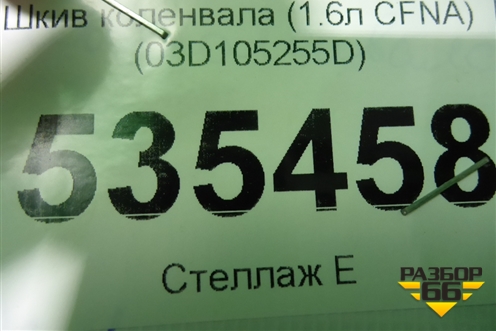 Шкив коленвала (1.6л CFNA)
(03D105255D)
535458
Стеллаж Е
РАЗБОР
66